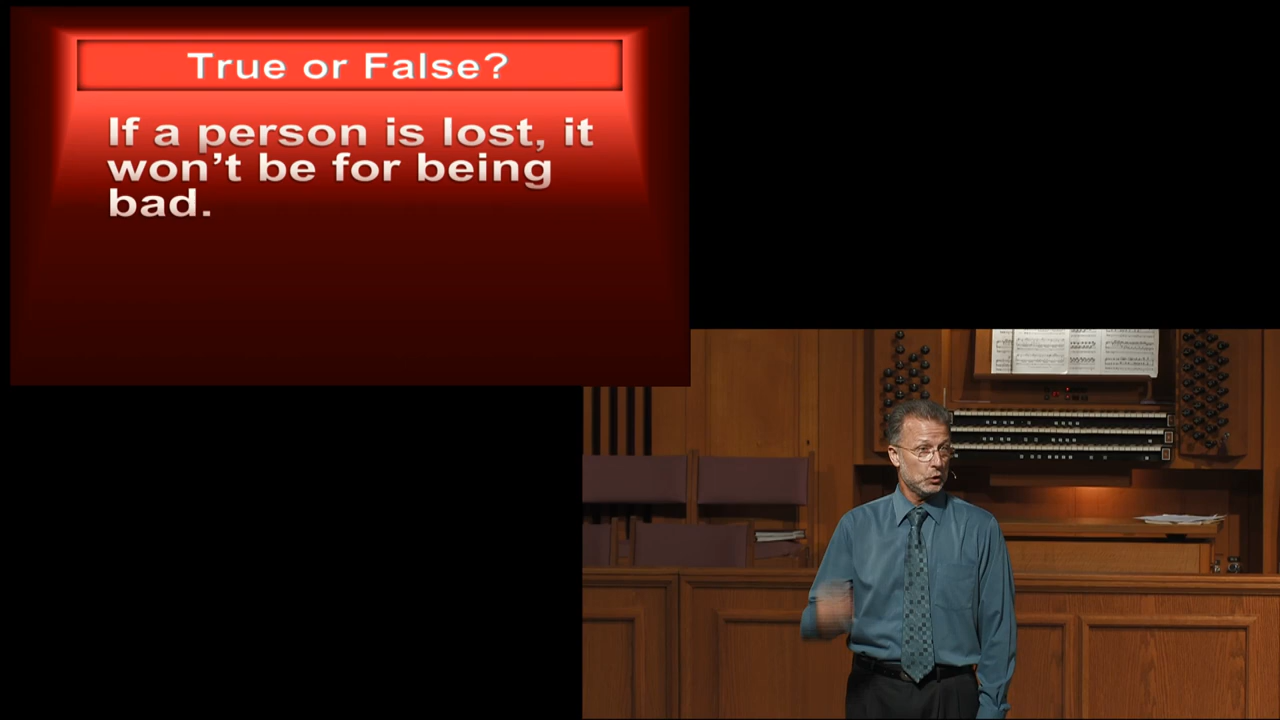 True or False?
If a person is lost, it
won’t be for being
bad.